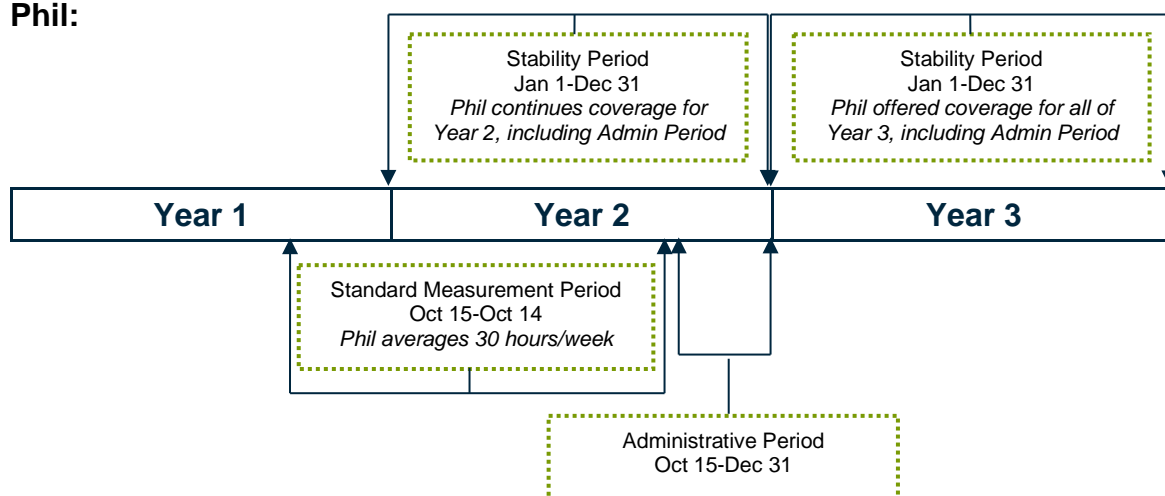 Phil:
Stability Period
Jan 1-Dec 31
Phil continues coverage for
Year 2, including Admin Period
Stability Period
Jan 1-Dec 31
Phil offered coverage for all of
Year 3, including Admin Period
Year 1
Year 2
Year 3
Standard Measurement Period
Oct 15-Oct 14
Phil averages 30 hours/week
Administrative Period
Oct 15-Dec 31